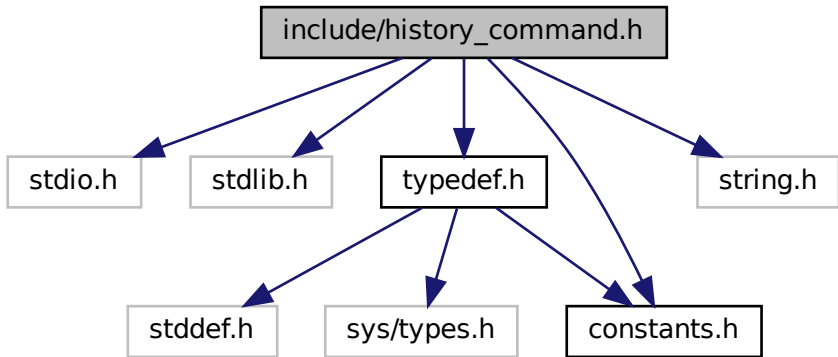 include/history_command.h
stdio.h
stdlib.h
typedef.h
string.h
stddef.h
sys/types.h
constants.h